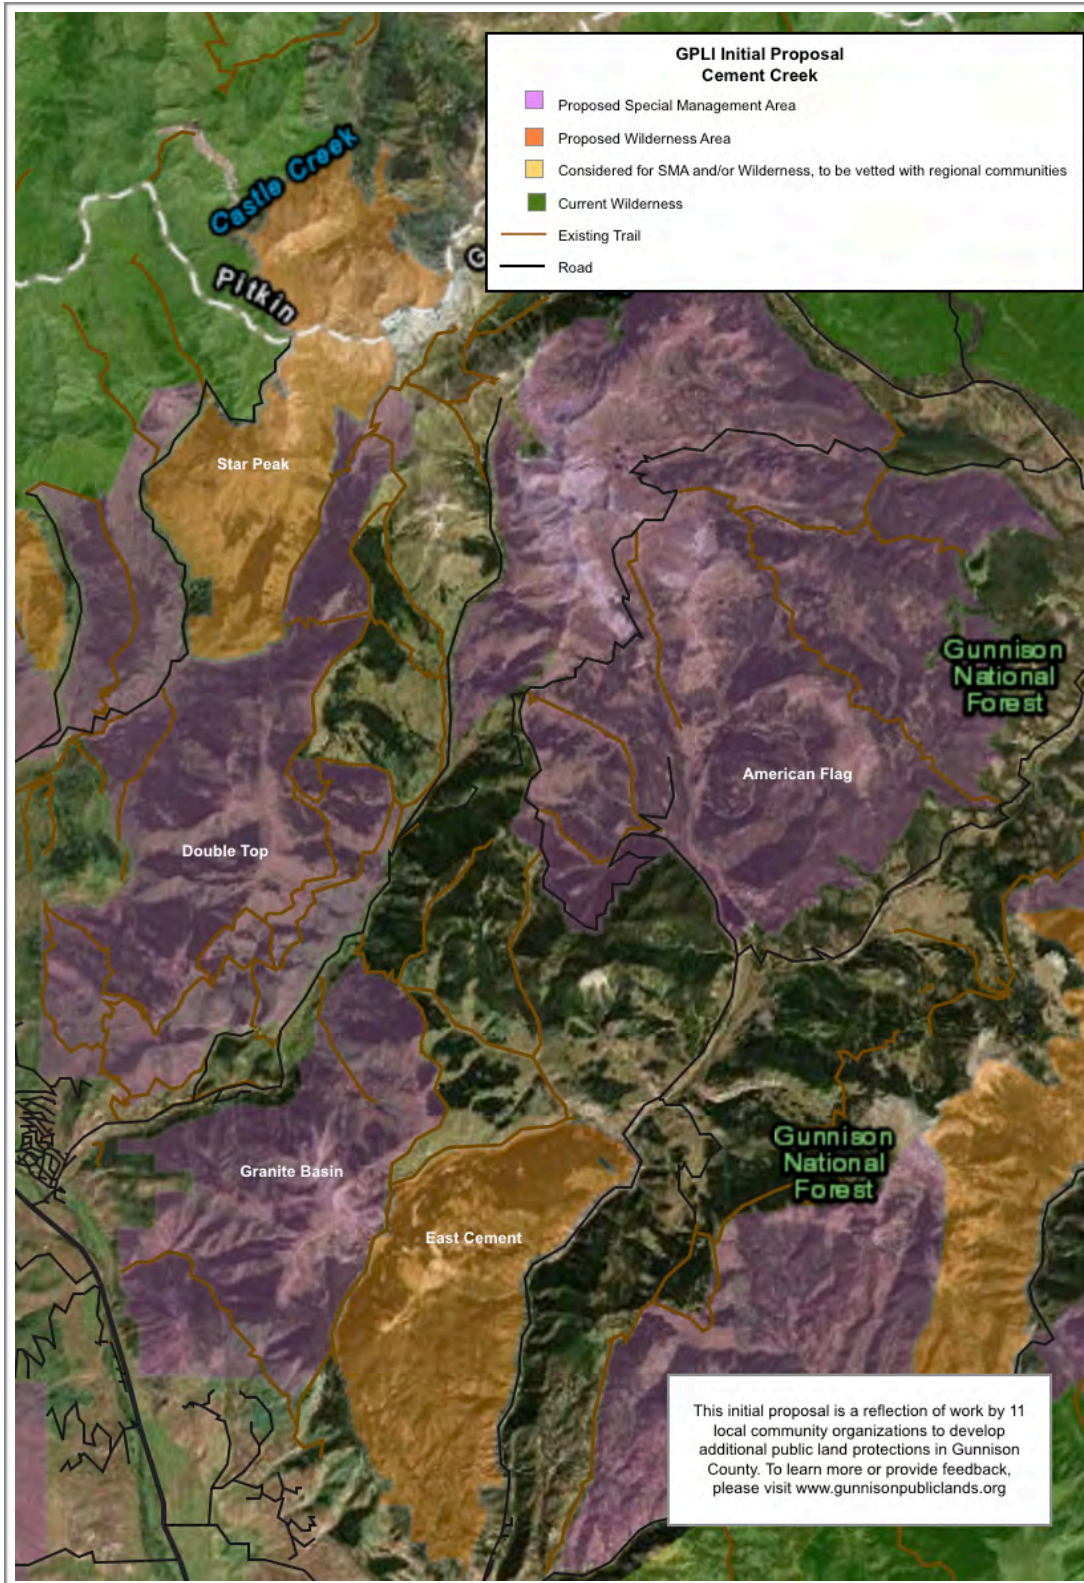 GPLI Initial Proposal
Cement Creek
Proposed Special Management Area
Proposed Wilderness Area
Considered for SMA and/or Wilderness, to be vetted with regional communities
Current Wilderness
Existing Trail
Road
Castle Creek
Pitkin
G
Star Peak
Gunnison
National
Forest
American Flag
Double Top
Gunnison
National
Forest
Granite Basin
East Cement
This initial proposal is a reflection of work by 11
local community organizations to develop
additional public land protections in Gunnison
County. To learn more or provide feedback,
please visit www.gunnisonpubliclands.org